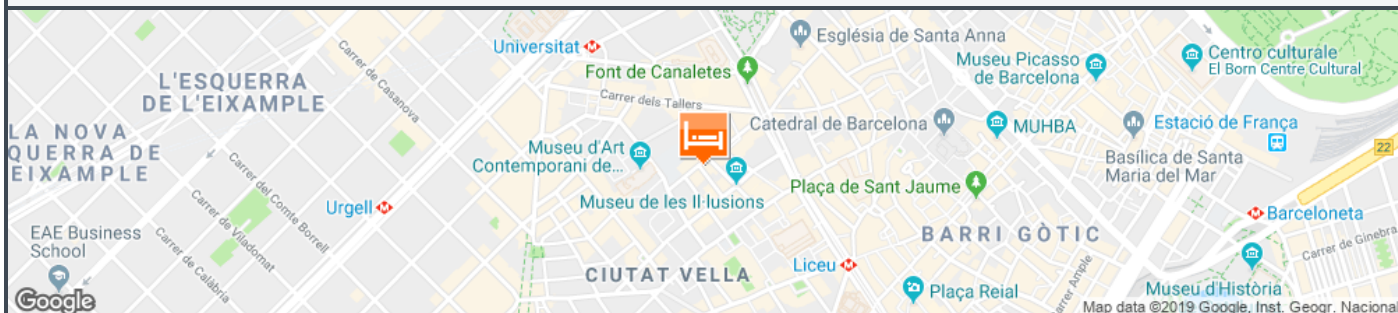 Universitat
Església de Santa Anna
Museu Picasso
de Barcelona
Centro culturale
El Born Centre Cultural
Carrer de Casanova
L'ESQUERRA
DE L'EIXAMPLE
Font de Canaletes
Carrer dels Tallers
Catedral de Barcelona
MUHBA
Estació de França
LA NOVA
QUERRA DE
EIXAMPLE
22
Museu d'Art
Contemporani de...
Basílica de Santa
Maria del Mar
Museu de les Il·lusions
Plaça de Sant Jaume
Carrer del Comte Borrell
Urgell
Carrer de Viladomat
Barceloneta
EAE Business
School
BARRI GÒTIC
Carrer de Ginebra
Carrer de Calàbria
CIUTAT VELLA
Liceu
Carrer Ample
Plaça Reial
Museu d'Història
Google
Map data ©2019 Google, Inst. Geogr. Nacional